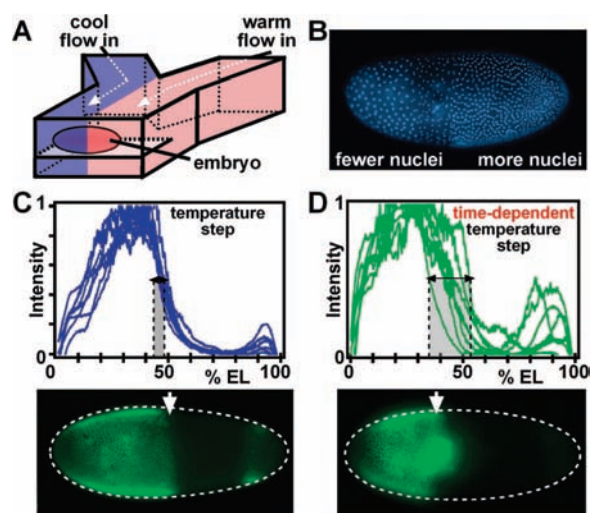 A
cool
flow in
warm
flow in
embryo
B
fewer nuclei more nuclei
C
1
temperature
step
Intensity
0
0 50 100
% EL
D
1
time-dependent
temperature
step
Intensity
0
0 50 100
% EL